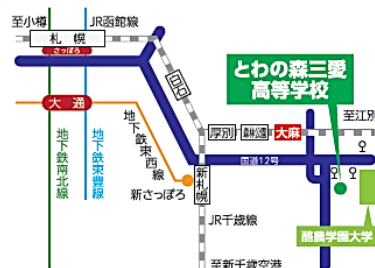 至小樽
JR函館線
札幌
さっぽろ
白石
とわの森三愛
高等学校
大通
地下鉄南北線
地下鉄東豊線
地下鉄東西線
厚別
森林公園
大麻
至江別
国道12号
新札幌
新さっぽろ
JR千歳線
酪農学園大学
至新千歳空港